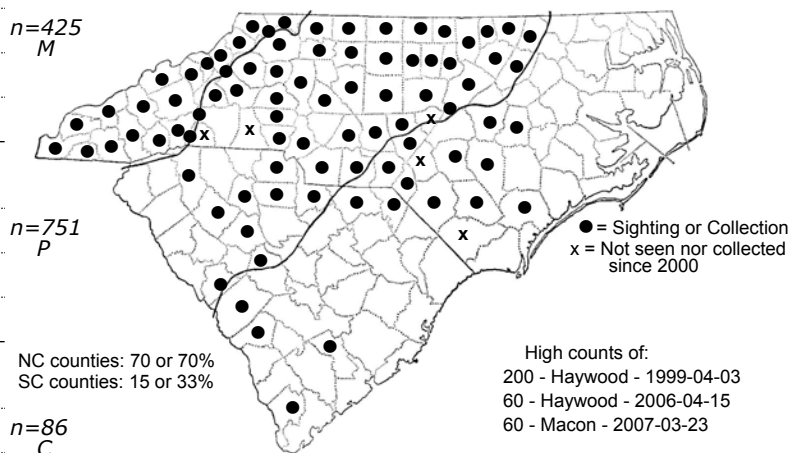 n=425
M
n=751
P
n=86
C
x
x
x
x
x
● = Sighting or Collection
x = Not seen nor collected
since 2000
NC counties: 70 or 70%
SC counties: 15 or 33%
High counts of:
200 - Haywood - 1999-04-03
60 - Haywood - 2006-04-15
60 - Macon - 2007-03-23